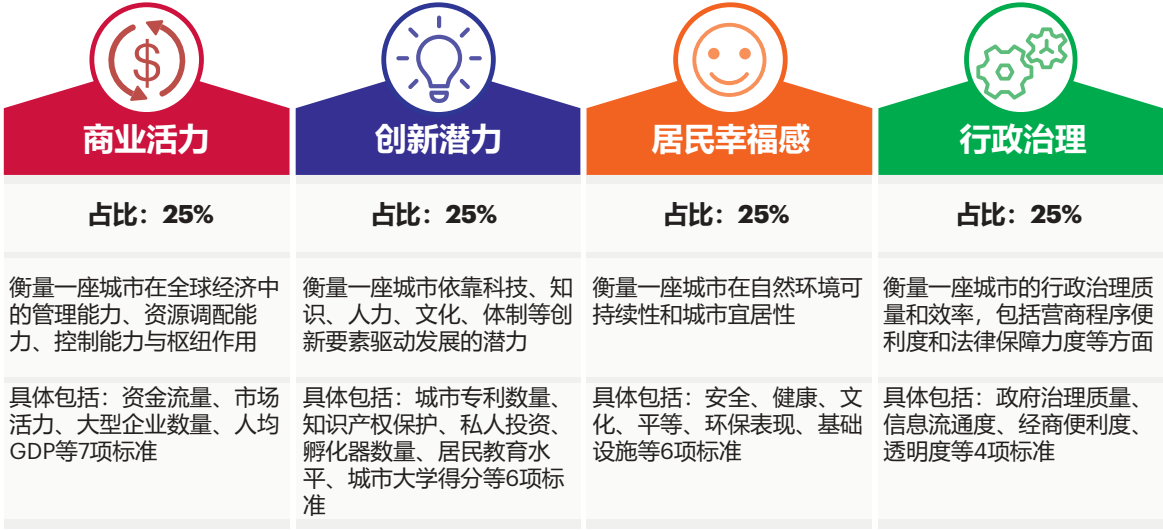 商业活力
占比：25%
衡量一座城市在全球经济中
的管理能力、资源调配能
力、控制能力与枢纽作用
具体包括：资金流量、市场
活力、大型企业数量、人均
GDP等7项标准
创新潜力
占比：25%
衡量一座城市依靠科技、知
识、人力、文化、体制等创
新要素驱动发展的潜力
具体包括：城市专利数量、
知识产权保护、私人投资、
孵化器数量、居民教育水
平、城市大学得分等6项标
准
居民幸福感
占比：25%
衡量一座城市在自然环境可
持续性和城市宜居性
具体包括：安全、健康、文
化、平等、环保表现、基础
设施等6项标准
行政治理
占比：25%
衡量一座城市的行政治理质
量和效率，包括营商程序便
利度和法律保障力度等方面
具体包括：政府治理质量、
信息流通度、经商便利度、
透明度等4项标准